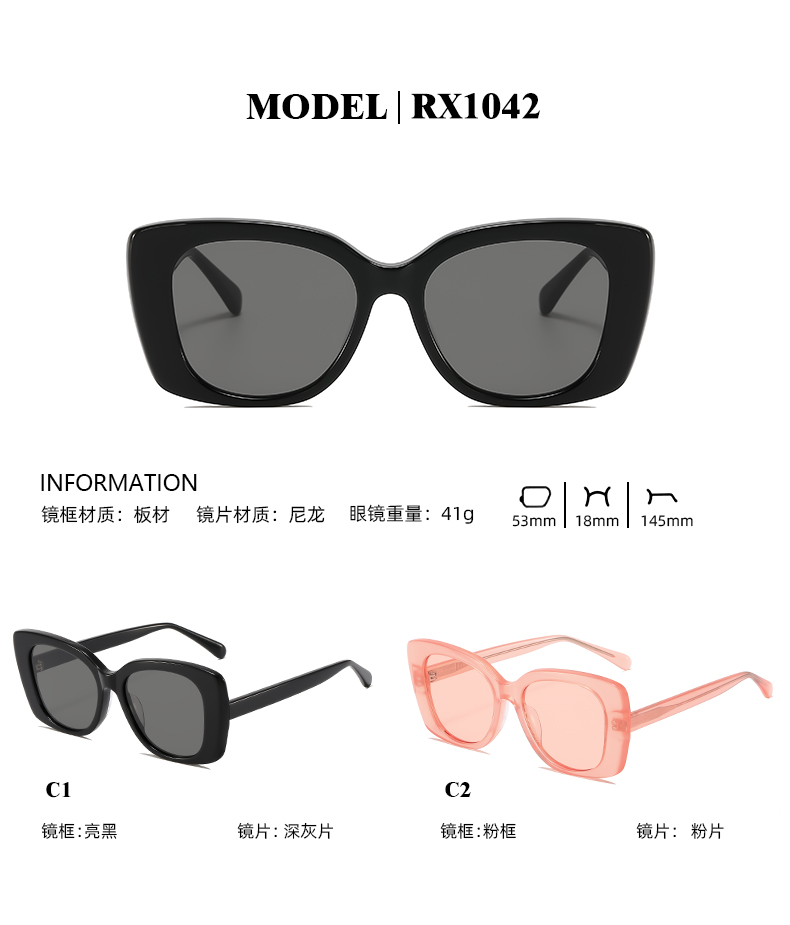 MODEL | RX1042
INFORMATION
镜框材质：板材 镜片材质：尼龙 眼镜重量：41g
53mm 18mm 145mm
C1 C2
镜框:亮黑 镜片：深灰片 镜框:粉框 镜片： 粉片